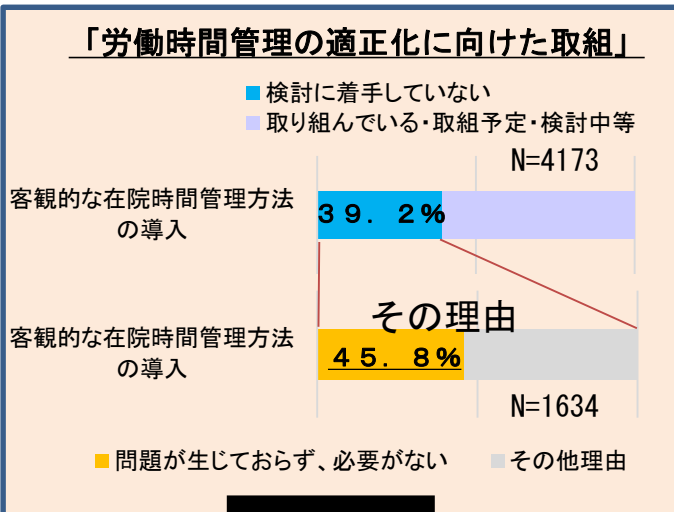 「労働時間管理の適正化に向けた取組」
検討に着手していない
取り組んでいる・取組予定・検討中等
N=4173
客観的な在院時間管理方法
の導入
39．2%
その理由
客観的な在院時間管理方法
の導入
45．8%
N=1634
問題が生じておらず、必要がない
その他理由